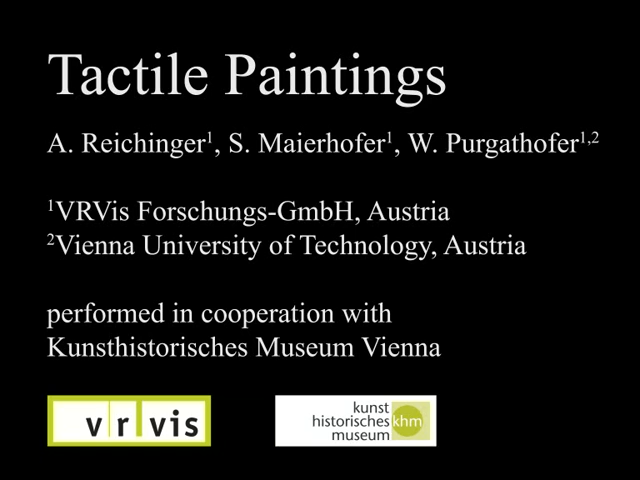 Tactile Paintings
A. Reichinger¹, S. Maierhofer¹, W. Purgathofer¹,²
¹VRVis Forschungs-GmbH, Austria
²Vienna University of Technology, Austria
performed in cooperation with
Kunsthistorisches Museum Vienna
vrvis
kunst
historisches
museum
khm